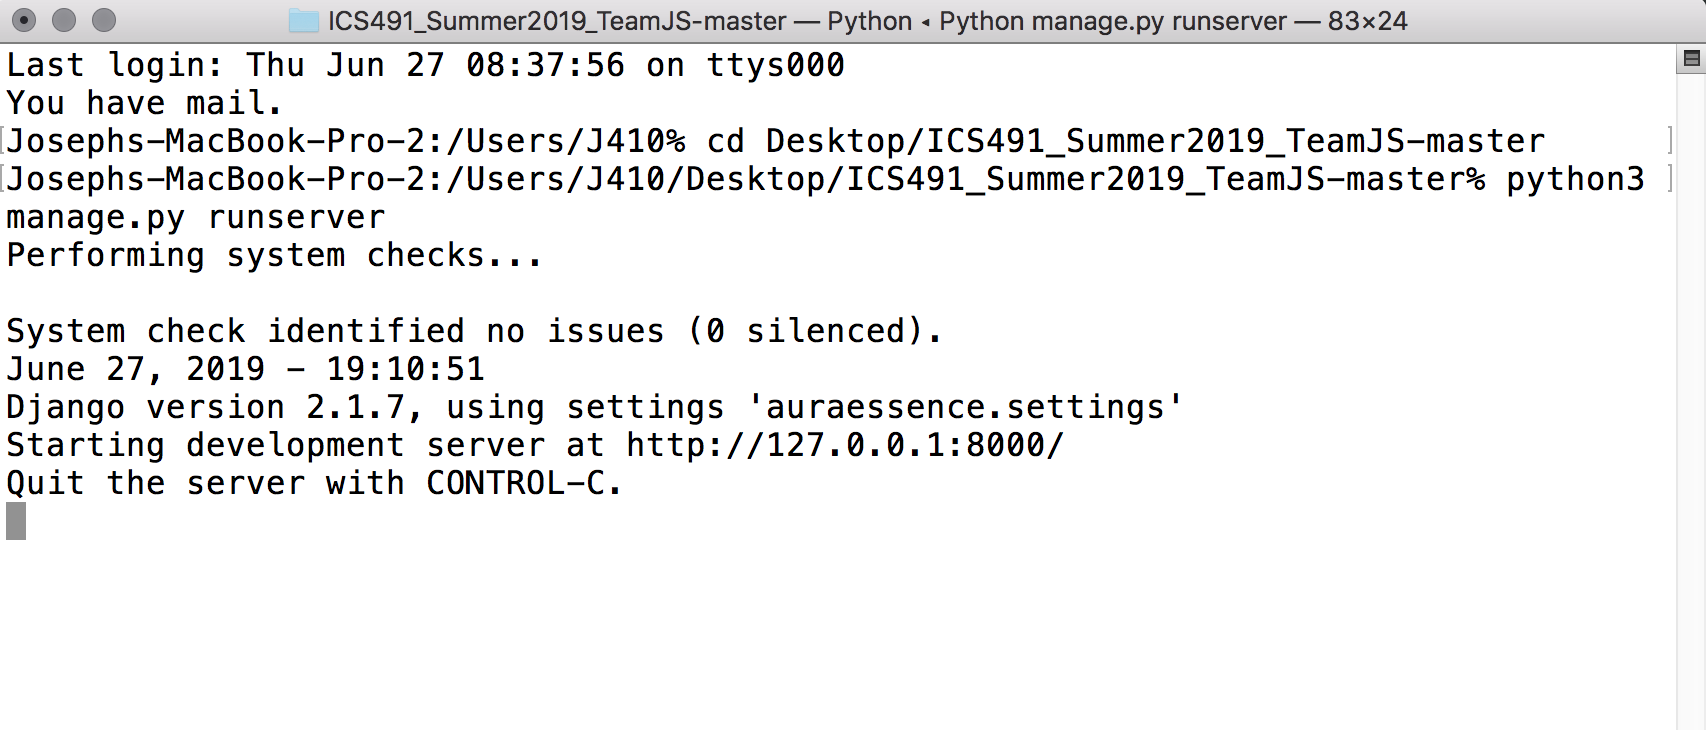 ICS491_Summer2019_TeamJS-master — Python ◂ Python manage.py runserver — 83×24
Last login: Thu Jun 27 08:37:56 on ttys000
You have mail.
[Josephs-MacBook-Pro-2:/Users/J410% cd Desktop/ICS491_Summer2019_TeamJS-master ]
[Josephs-MacBook-Pro-2:/Users/J410/Desktop/ICS491_Summer2019_TeamJS-master% python3 ]
manage.py runserver
Performing system checks...

System check identified no issues (0 silenced).
June 27, 2019 - 19:10:51
Django version 2.1.7, using settings 'auraessence.settings'
Starting development server at http://127.0.0.1:8000/
Quit the server with CONTROL-C.